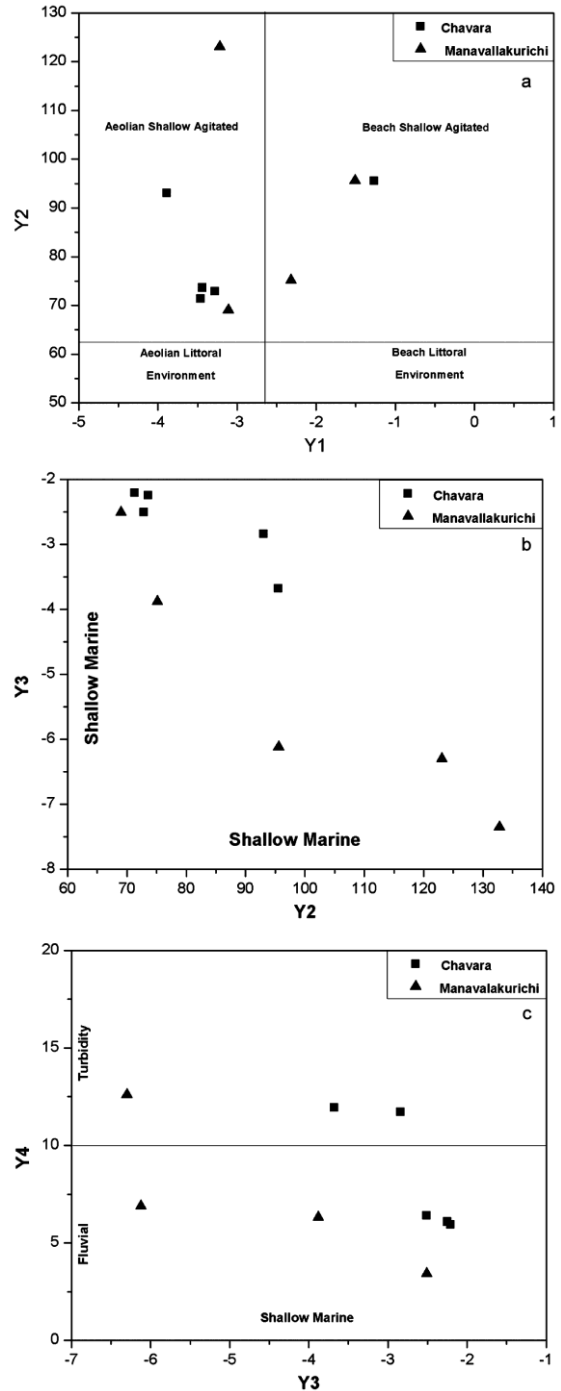 Chavara
Manavallakurichi
a
130
120
110
100
90
80
70
60
50
Y2
Aeolian Shallow Agitated
Beach Shallow Agitated
Aeolian Littoral
Environment
Beach Littoral
Environment
-5 -4 -3 -2 -1 0 1
Y1
Chavara
Manavallakurichi
b
-2
-3
-4
-5
-6
-7
-8
Y3
Shallow Marine
Shallow Marine
60 70 80 90 100 110 120 130 140
Y2
Chavara
Manavalakurichi
c
20
15
10
5
0
Y4
Turbidity
Fluvial
Shallow Marine
-7 -6 -5 -4 -3 -2 -1
Y3